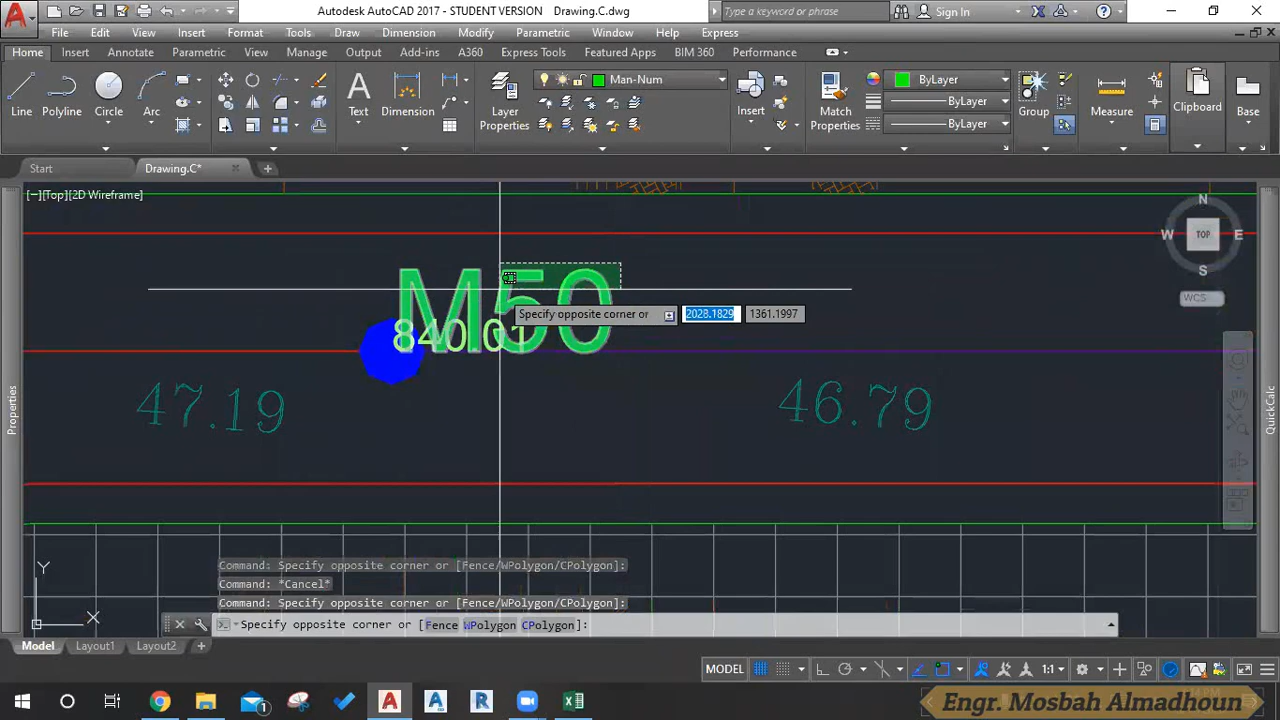 Autodesk AutoCAD 2017 - STUDENT VERSION Drawing.C.dwg
Type a keyword or phrase
Sign In
File Edit View Insert Format Tools Draw Dimension Modify Parametric Window Help Express
Home Insert Annotate Parametric View Manage Output Add-ins A360 Express Tools Featured Apps BIM 360 Performance
Line Polyline Circle Arc
Text Dimension
Layer Properties
Man-Num
Insert
Match Properties
ByLayer
ByLayer
ByLayer
Group
Measure
Clipboard
Base
Start Drawing.C*
[−][Top][2D Wireframe]
N
W TOP E
S
WCS
M50
Specify opposite corner or 2028.1829 1361.1997
840.01
47.19 46.79
Properties
QuickCalc
Y
X
Command: Specify opposite corner or [Fence/WPolygon/CPolygon]:
Command: *Cancel*
Command: Specify opposite corner or [Fence/WPolygon/CPolygon]:
Specify opposite corner or [Fence WPolygon CPolygon]:
Model Layout1 Layout2
MODEL 1:1
Engr. Mosbah Almadhoun